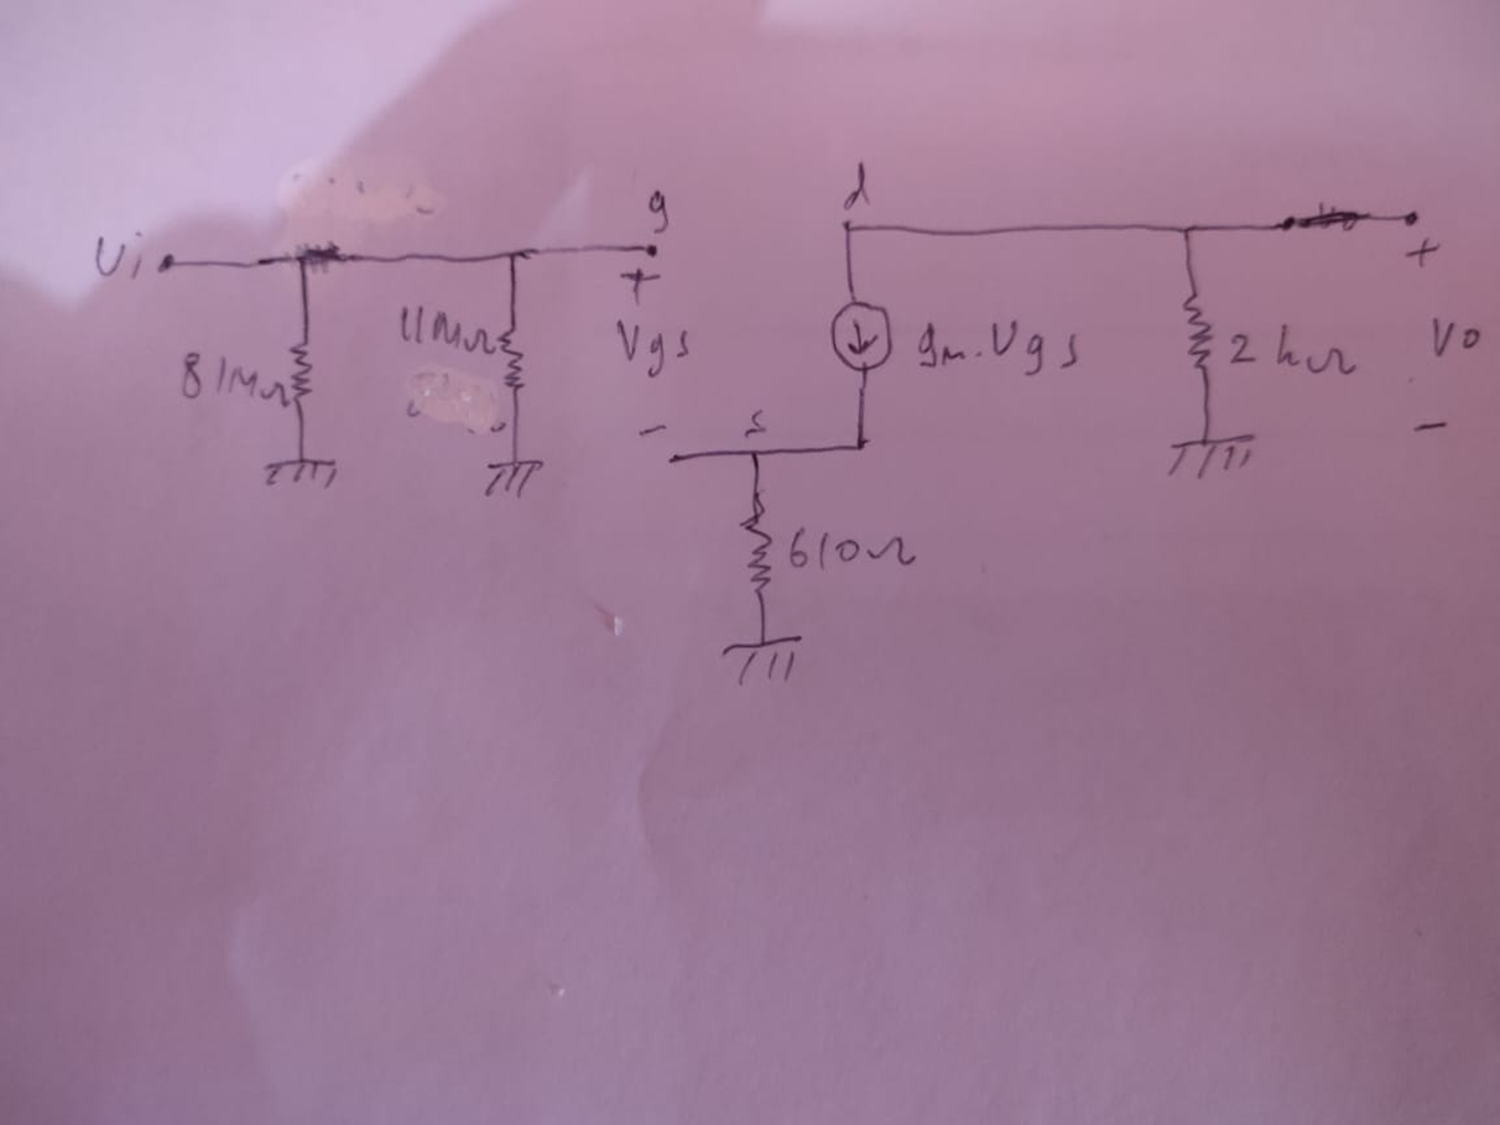 g
d
Vi
+
+
81MΩ
11MΩ
Vgs
gm.Vgs
2kΩ
Vo
-
s
-
610Ω